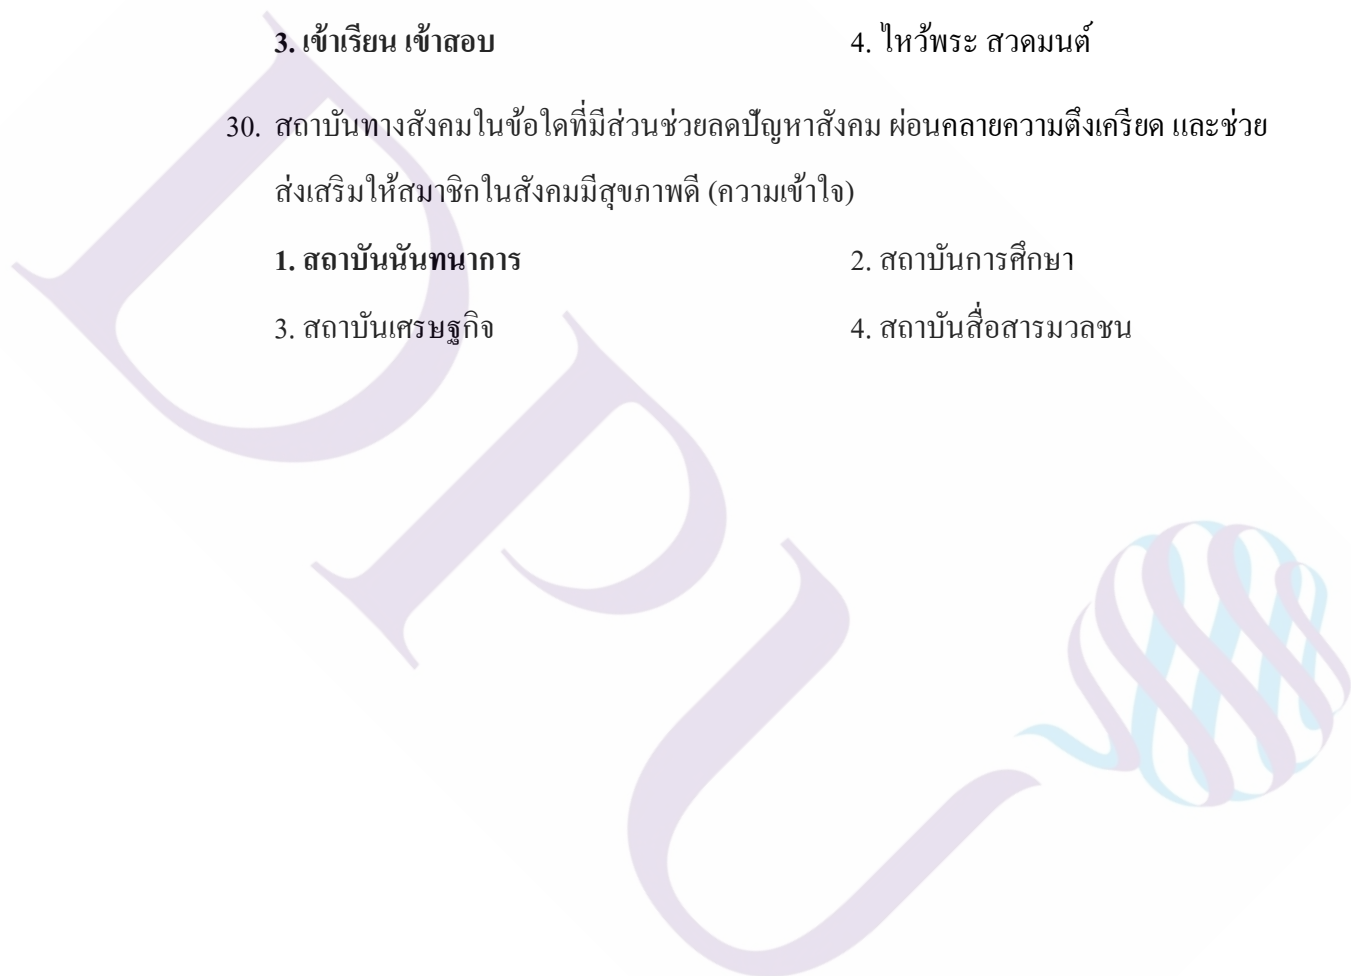 3. เข้าเรียน เข้าสอบ 4. ไหว้พระ สวดมนต์
30. สถาบันทางสังคมในข้อใดที่มีส่วนช่วยลดปัญหาสังคม ผ่อนคลายความตึงเครียด และช่วย
ส่งเสริมให้สมาชิกในสังคมมีสุขภาพดี (ความเข้าใจ)
1. สถาบันนันทนาการ 2. สถาบันการศึกษา
3. สถาบันเศรษฐกิจ 4. สถาบันสื่อสารมวลชน
DPU